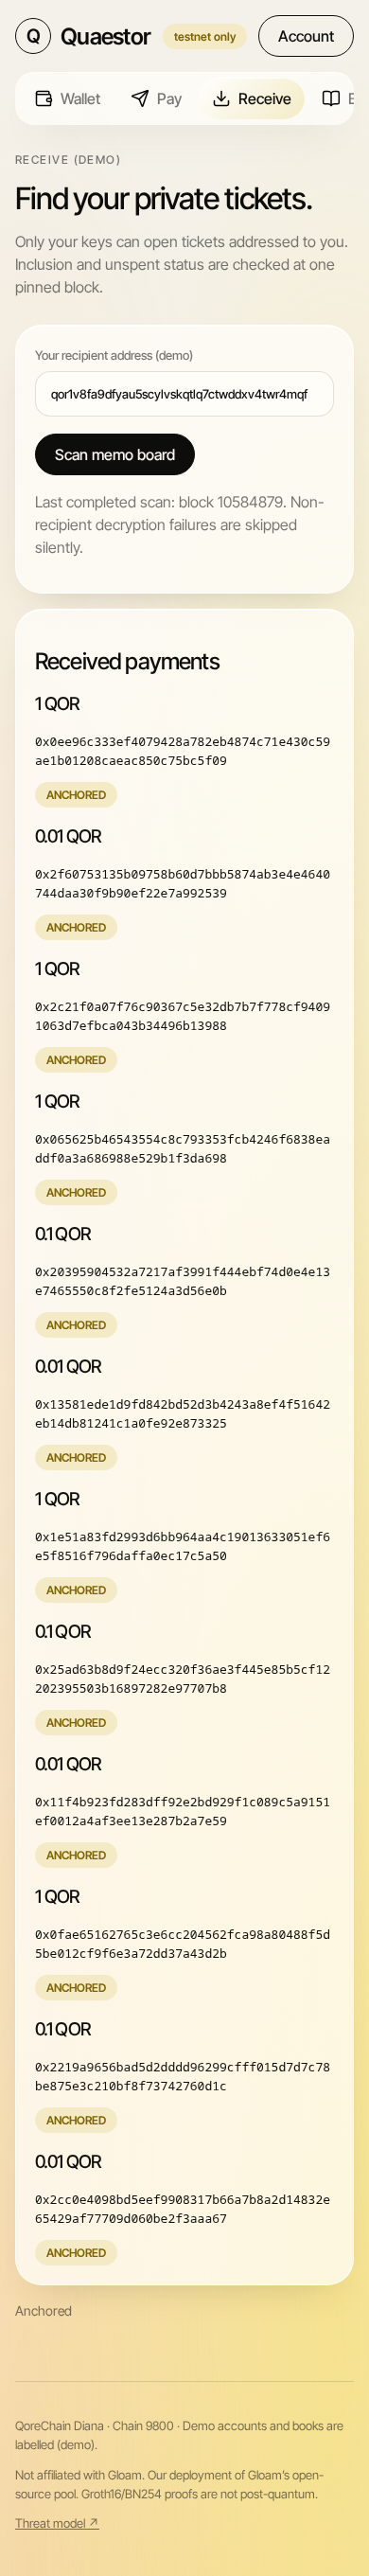 Q Quaestor testnet only Account
Wallet Pay Receive
RECEIVE (DEMO)
Find your private tickets.
Only your keys can open tickets addressed to you.
Inclusion and unspent status are checked at one
pinned block.
Your recipient address (demo)
qor1v8fa9dfyau5scylvskqtlq7ctwddxv4twr4mqf
Scan memo board
Last completed scan: block 10584879. Non-
recipient decryption failures are skipped
silently.
Received payments
1 QOR
0x0ee96c333ef4079428a782eb4874c71e430c59
ae1b01208caeac850c75bc5f09
ANCHORED
0.01 QOR
0x2f60753135b09758b60d7bbb5874ab3e4e4640
744daa30f9b90ef22e7a992539
ANCHORED
1 QOR
0x2c21f0a07f76c90367c5e32db7b7f778cf9409
1063d7efbca043b34496b13988
ANCHORED
1 QOR
0x065625b46543554c8c793353fcb4246f6838ea
ddf0a3a686988e529b1f3da698
ANCHORED
0.1 QOR
0x20395904532a7217af3991f444ebf74d0e4e13
e7465550c8f2fe5124a3d56e0b
ANCHORED
0.01 QOR
0x13581ede1d9fd842bd52d3b4243a8ef4f51642
eb14db81241c1a0fe92e873325
ANCHORED
1 QOR
0x1e51a83fd2993d6bb964aa4c19013633051ef6
e5f8516f796daffa0ec17c5a50
ANCHORED
0.1 QOR
0x25ad63b8d9f24ecc320f36ae3f445e85b5cf12
202395503b16897282e97707b8
ANCHORED
0.01 QOR
0x11f4b923fd283dff92e2bd929f1c089c5a9151
ef0012a4af3ee13e287b2a7e59
ANCHORED
1 QOR
0x0fae65162765c3e6cc204562fca98a80488f5d
5be012cf9f6e3a72dd37a43d2b
ANCHORED
0.1 QOR
0x2219a9656bad5d2dddd96299cfff015d7d7c78
be875e3c210bf8f73742760d1c
ANCHORED
0.01 QOR
0x2cc0e4098bd5eef9908317b66a7b8a2d14832e
65429af77709d060be2f3aaa67
ANCHORED
Anchored
QoreChain Diana · Chain 9800 · Demo accounts and books are
labelled (demo).
Not affiliated with Gloam. Our deployment of Gloam's open-
source pool. Groth16/BN254 proofs are not post-quantum.
Threat model ↗